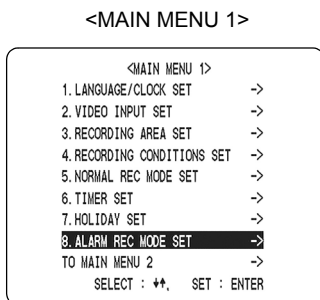 <MAIN MENU 1>
<MAIN MENU 1>
1. LANGUAGE/CLOCK SET ->
2. VIDEO INPUT SET ->
3. RECORDING AREA SET ->
4. RECORDING CONDITIONS SET ->
5. NORMAL REC MODE SET ->
6. TIMER SET ->
7. HOLIDAY SET ->
8. ALARM REC MODE SET ->
TO MAIN MENU 2 ->
SELECT : ↓↑, SET : ENTER